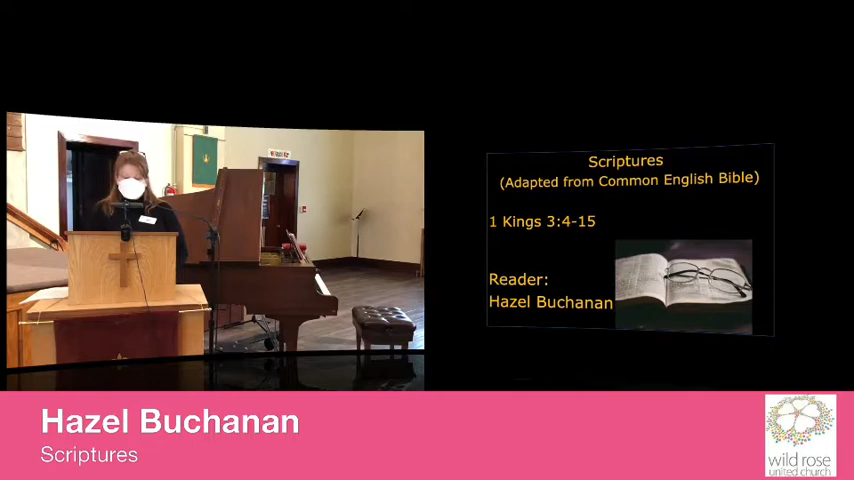 Scriptures
(Adapted from Common English Bible)
1 Kings 3:4-15
Reader:
Hazel Buchanan
Hazel Buchanan
Scriptures
wild rose
united church